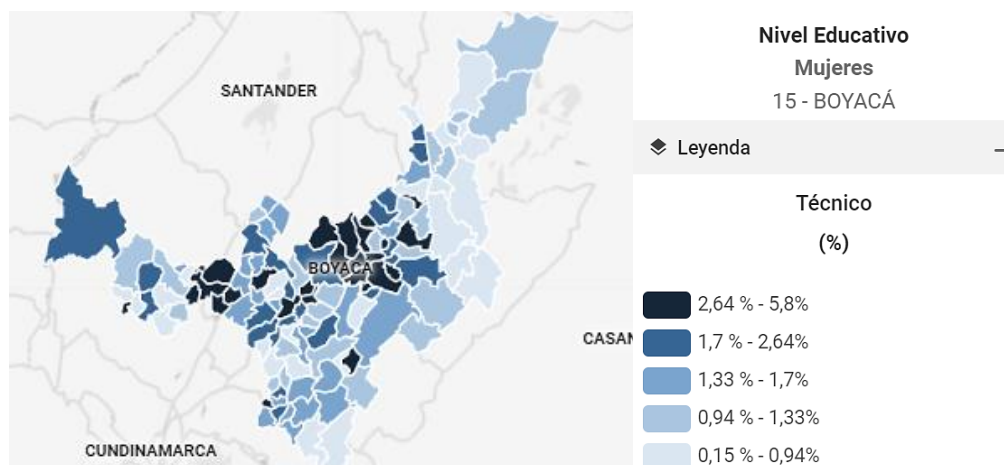 SANTANDER
BOYACÁ
CASAN
CUNDINAMARCA
Nivel Educativo
Mujeres
15 - BOYACÁ
Leyenda
Técnico
(%)
2,64 % - 5,8%
1,7 % - 2,64%
1,33 % - 1,7%
0,94 % - 1,33%
0,15 % - 0,94%